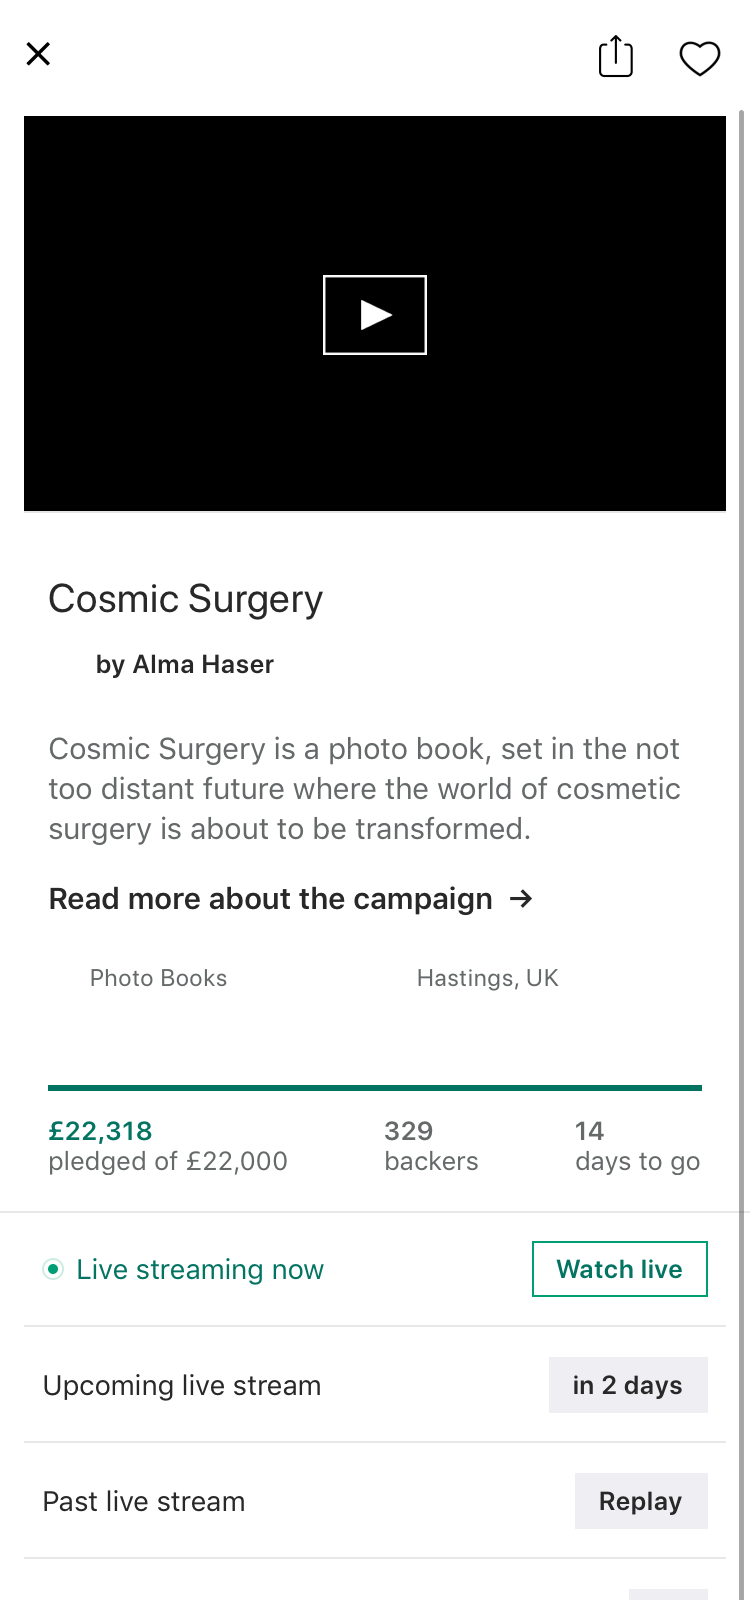 Cosmic Surgery
by Alma Haser
Cosmic Surgery is a photo book, set in the not
too distant future where the world of cosmetic
surgery is about to be transformed.
Read more about the campaign →
Photo Books
Hastings, UK
£22,318
pledged of £22,000
329
backers
14
days to go
Live streaming now
Watch live
Upcoming live stream
in 2 days
Past live stream
Replay